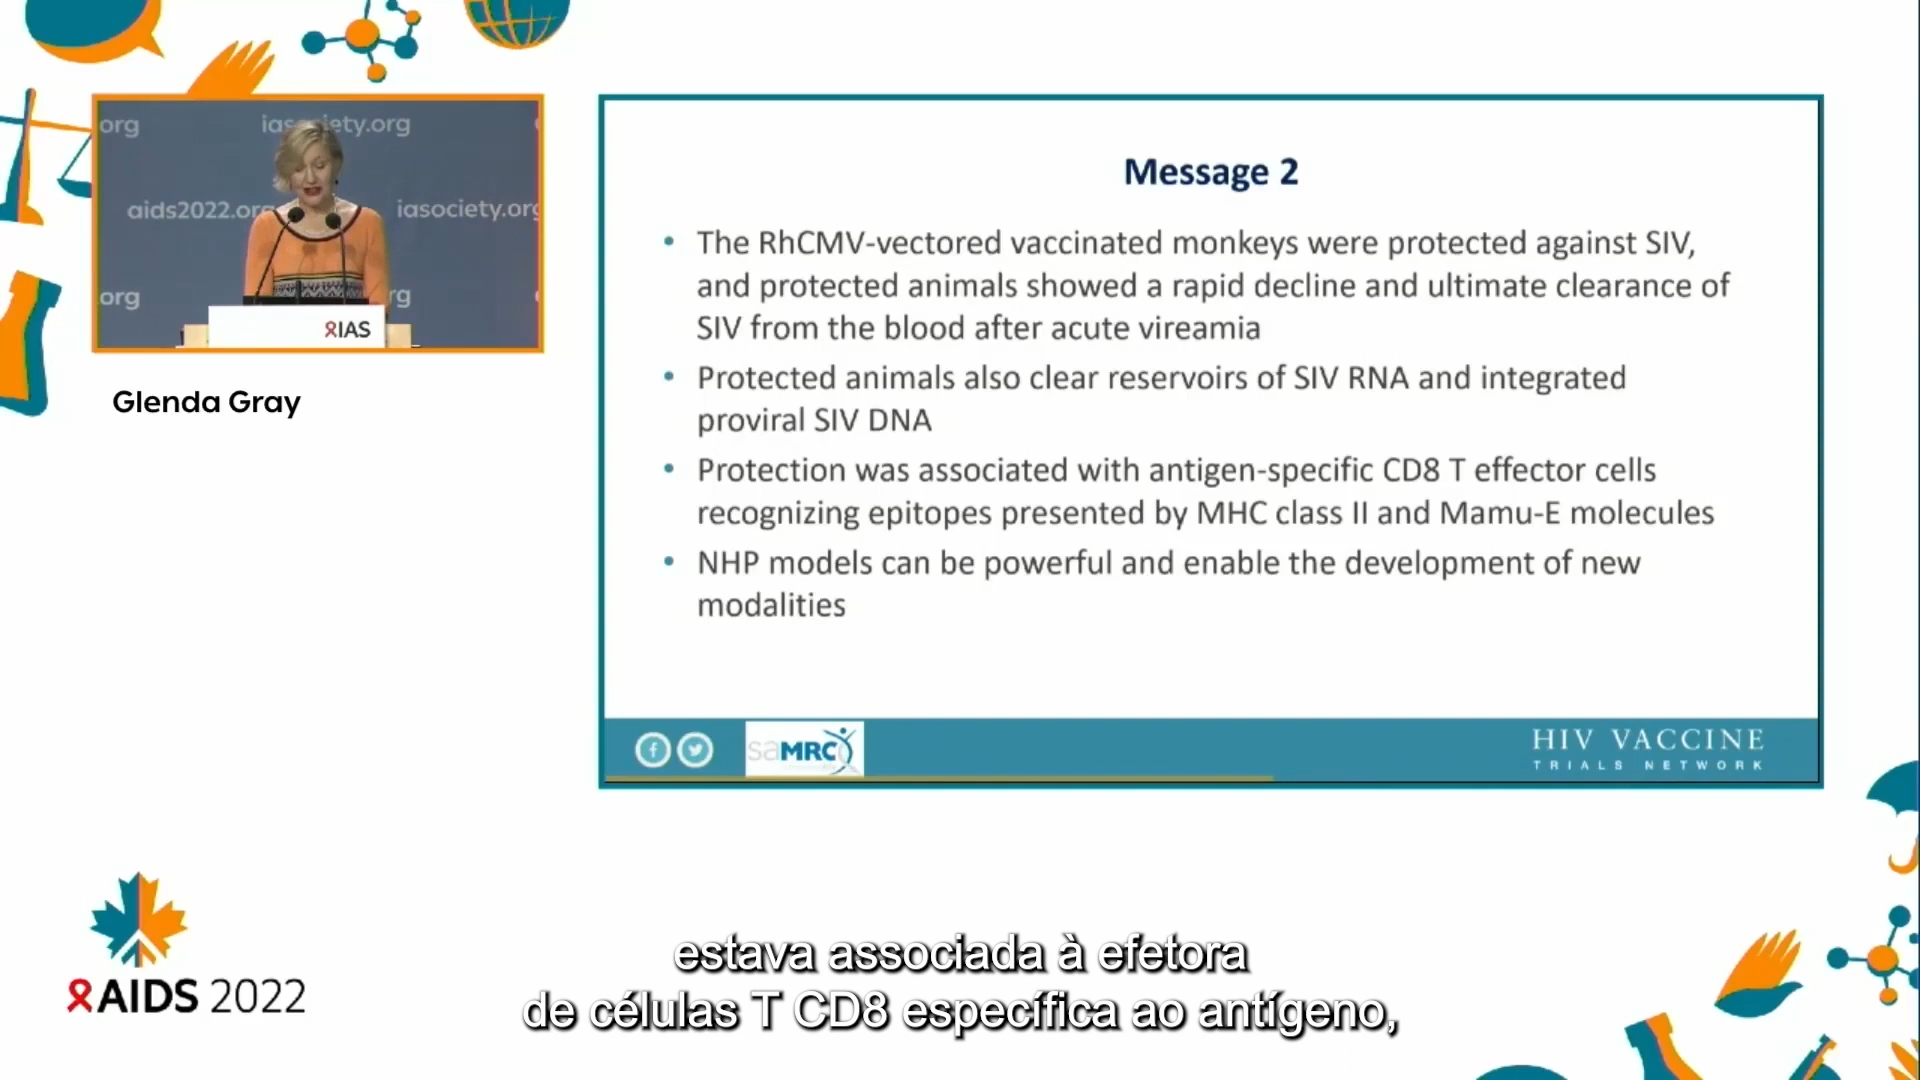 org
iasociety.org
aids2022.org
iasociety.org
org
rg
IAS
Glenda Gray
Message 2
• The RhCMV-vectored vaccinated monkeys were protected against SIV,
and protected animals showed a rapid decline and ultimate clearance of
SIV from the blood after acute vireamia
• Protected animals also clear reservoirs of SIV RNA and integrated
proviral SIV DNA
• Protection was associated with antigen-specific CD8 T effector cells
recognizing epitopes presented by MHC class II and Mamu-E molecules
• NHP models can be powerful and enable the development of new
modalities
saMRC
HIV VACCINE
TRIALS NETWORK
AIDS 2022
estava associada à efetora
de células T CD8 específica ao antígeno,